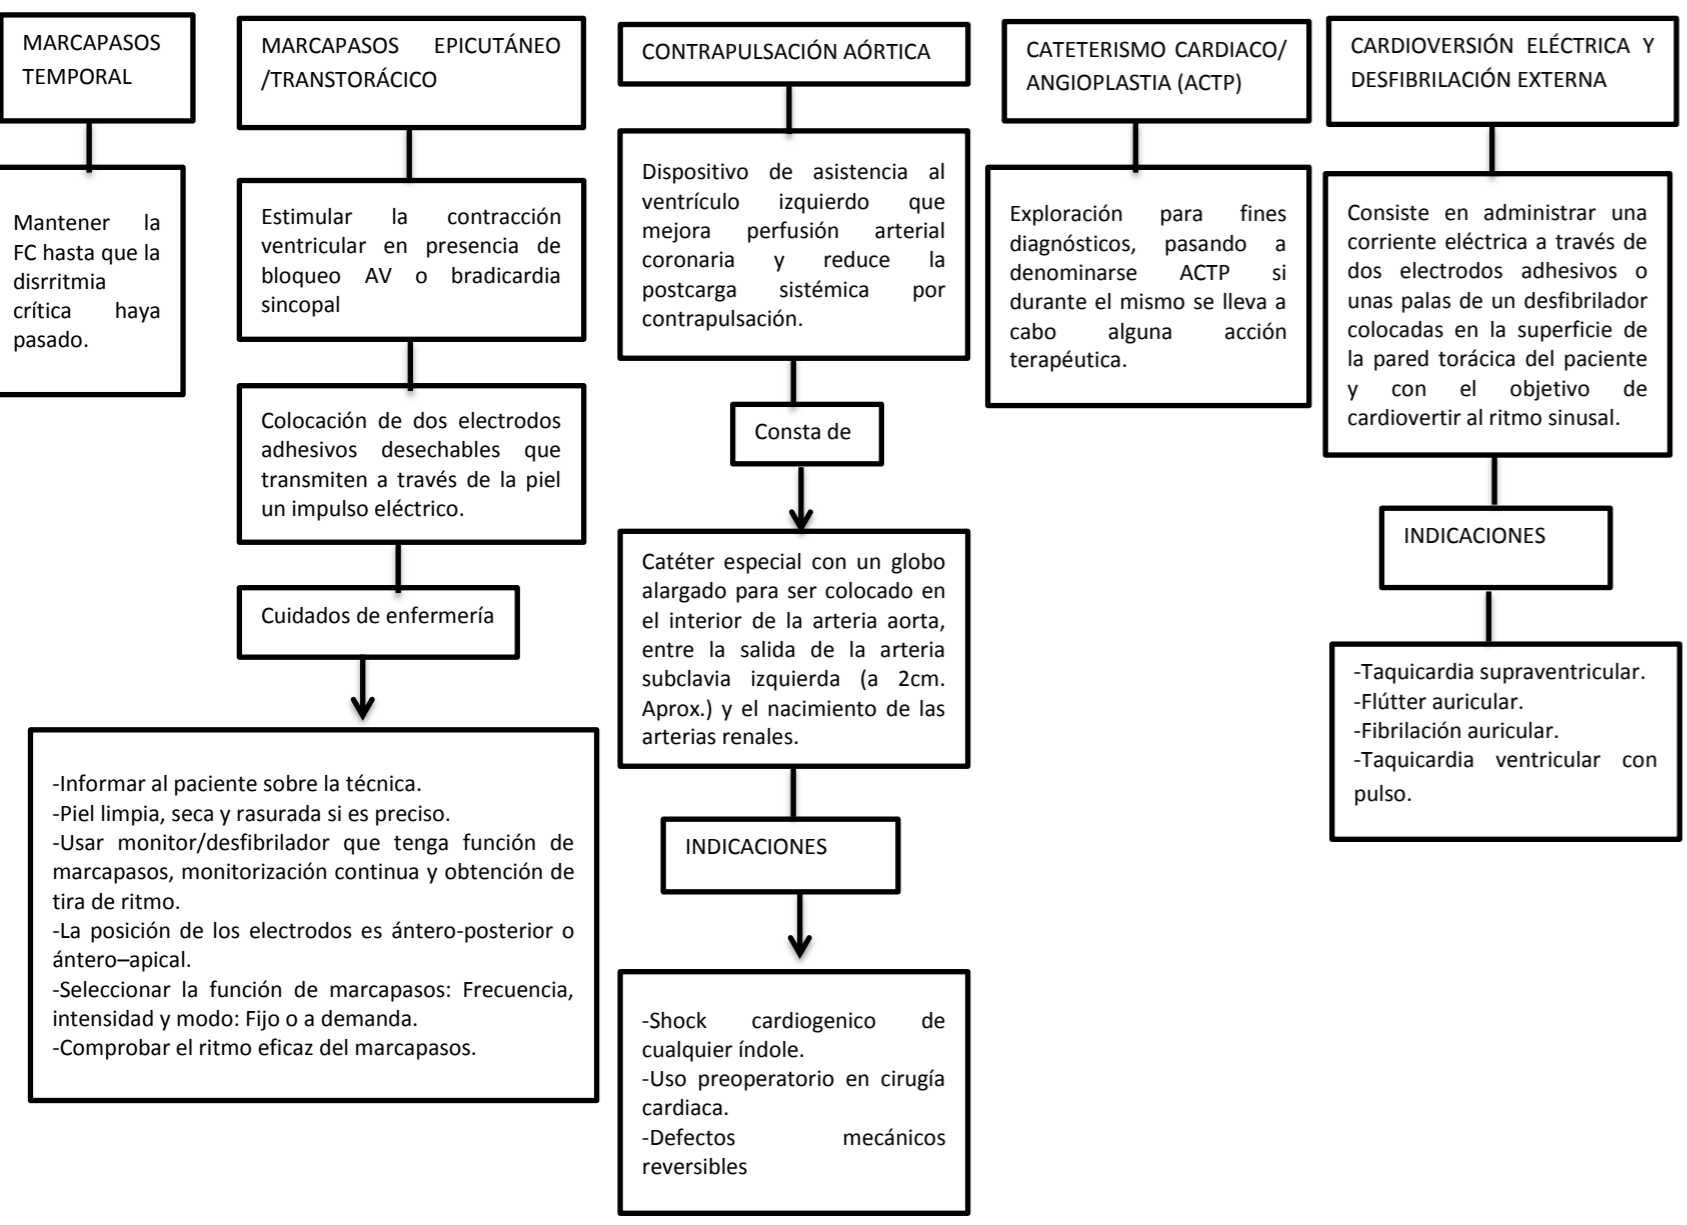 MARCAPASOS
TEMPORAL
Mantener la
FC hasta que la
disrritmia
crítica haya
pasado.
MARCAPASOS EPICUTÁNEO
/TRANSTORÁCICO
Estimular la contracción
ventricular en presencia de
bloqueo AV o bradicardia
sincopal
Colocación de dos electrodos
adhesivos desechables que
transmiten a través de la piel
un impulso eléctrico.
Cuidados de enfermería
-Informar al paciente sobre la técnica.
-Piel limpia, seca y rasurada si es preciso.
-Usar monitor/desfibrilador que tenga función de
marcapasos, monitorización continua y obtención de
tira de ritmo.
-La posición de los electrodos es ántero-posterior o
ántero–apical.
-Seleccionar la función de marcapasos: Frecuencia,
intensidad y modo: Fijo o a demanda.
-Comprobar el ritmo eficaz del marcapasos.
CONTRAPULSACIÓN AÓRTICA
Dispositivo de asistencia al
ventrículo izquierdo que
mejora perfusión arterial
coronaria y reduce la
postcarga sistémica por
contrapulsación.
Consta de
Catéter especial con un globo
alargado para ser colocado en
el interior de la arteria aorta,
entre la salida de la arteria
subclavia izquierda (a 2cm.
Aprox.) y el nacimiento de las
arterias renales.
INDICACIONES
-Shock cardiogenico de
cualquier índole.
-Uso preoperatorio en cirugía
cardiaca.
-Defectos mecánicos
reversibles
CATETERISMO CARDIACO/
ANGIOPLASTIA (ACTP)
Exploración para fines
diagnósticos, pasando a
denominarse ACTP si
durante el mismo se lleva a
cabo alguna acción
terapéutica.
CARDIOVERSIÓN ELÉCTRICA Y
DESFIBRILACIÓN EXTERNA
Consiste en administrar una
corriente eléctrica a través de
dos electrodos adhesivos o
unas palas de un desfibrilador
colocadas en la superficie de
la pared torácica del paciente
y con el objetivo de
cardiovertir al ritmo sinusal.
INDICACIONES
-Taquicardia supraventricular.
-Flútter auricular.
-Fibrilación auricular.
-Taquicardia ventricular con
pulso.